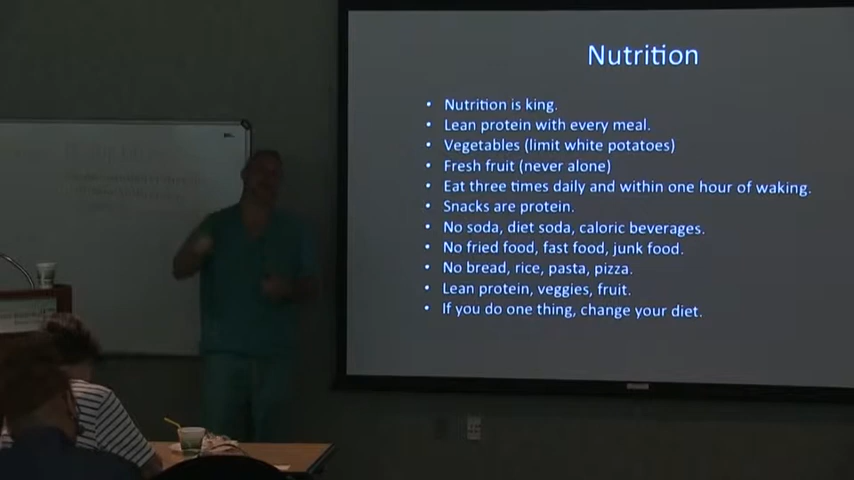 Nutrition
• Nutrition is king.
• Lean protein with every meal.
• Vegetables (limit white potatoes)
• Fresh fruit (never alone)
• Eat three times daily and within one hour of waking.
• Snacks are protein.
• No soda, diet soda, caloric beverages.
• No fried food, fast food, junk food.
• No bread, rice, pasta, pizza.
• Lean protein, veggies, fruit.
• If you do one thing, change your diet.